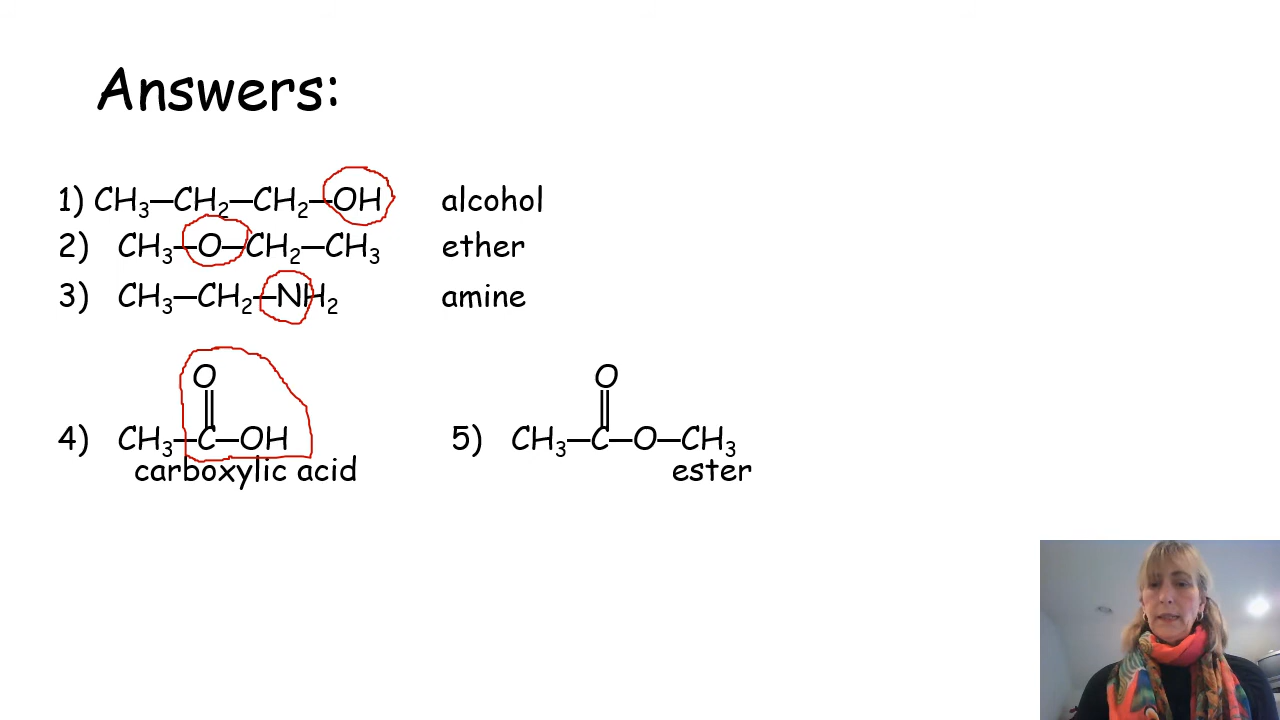 Answers:
1) CH₃—CH₂—CH₂—OH alcohol
2) CH₃—O—CH₂—CH₃ ether
3) CH₃—CH₂—NH₂ amine
O O
4) CH₃—C—OH 5) CH₃—C—O—CH₃
carboxylic acid ester